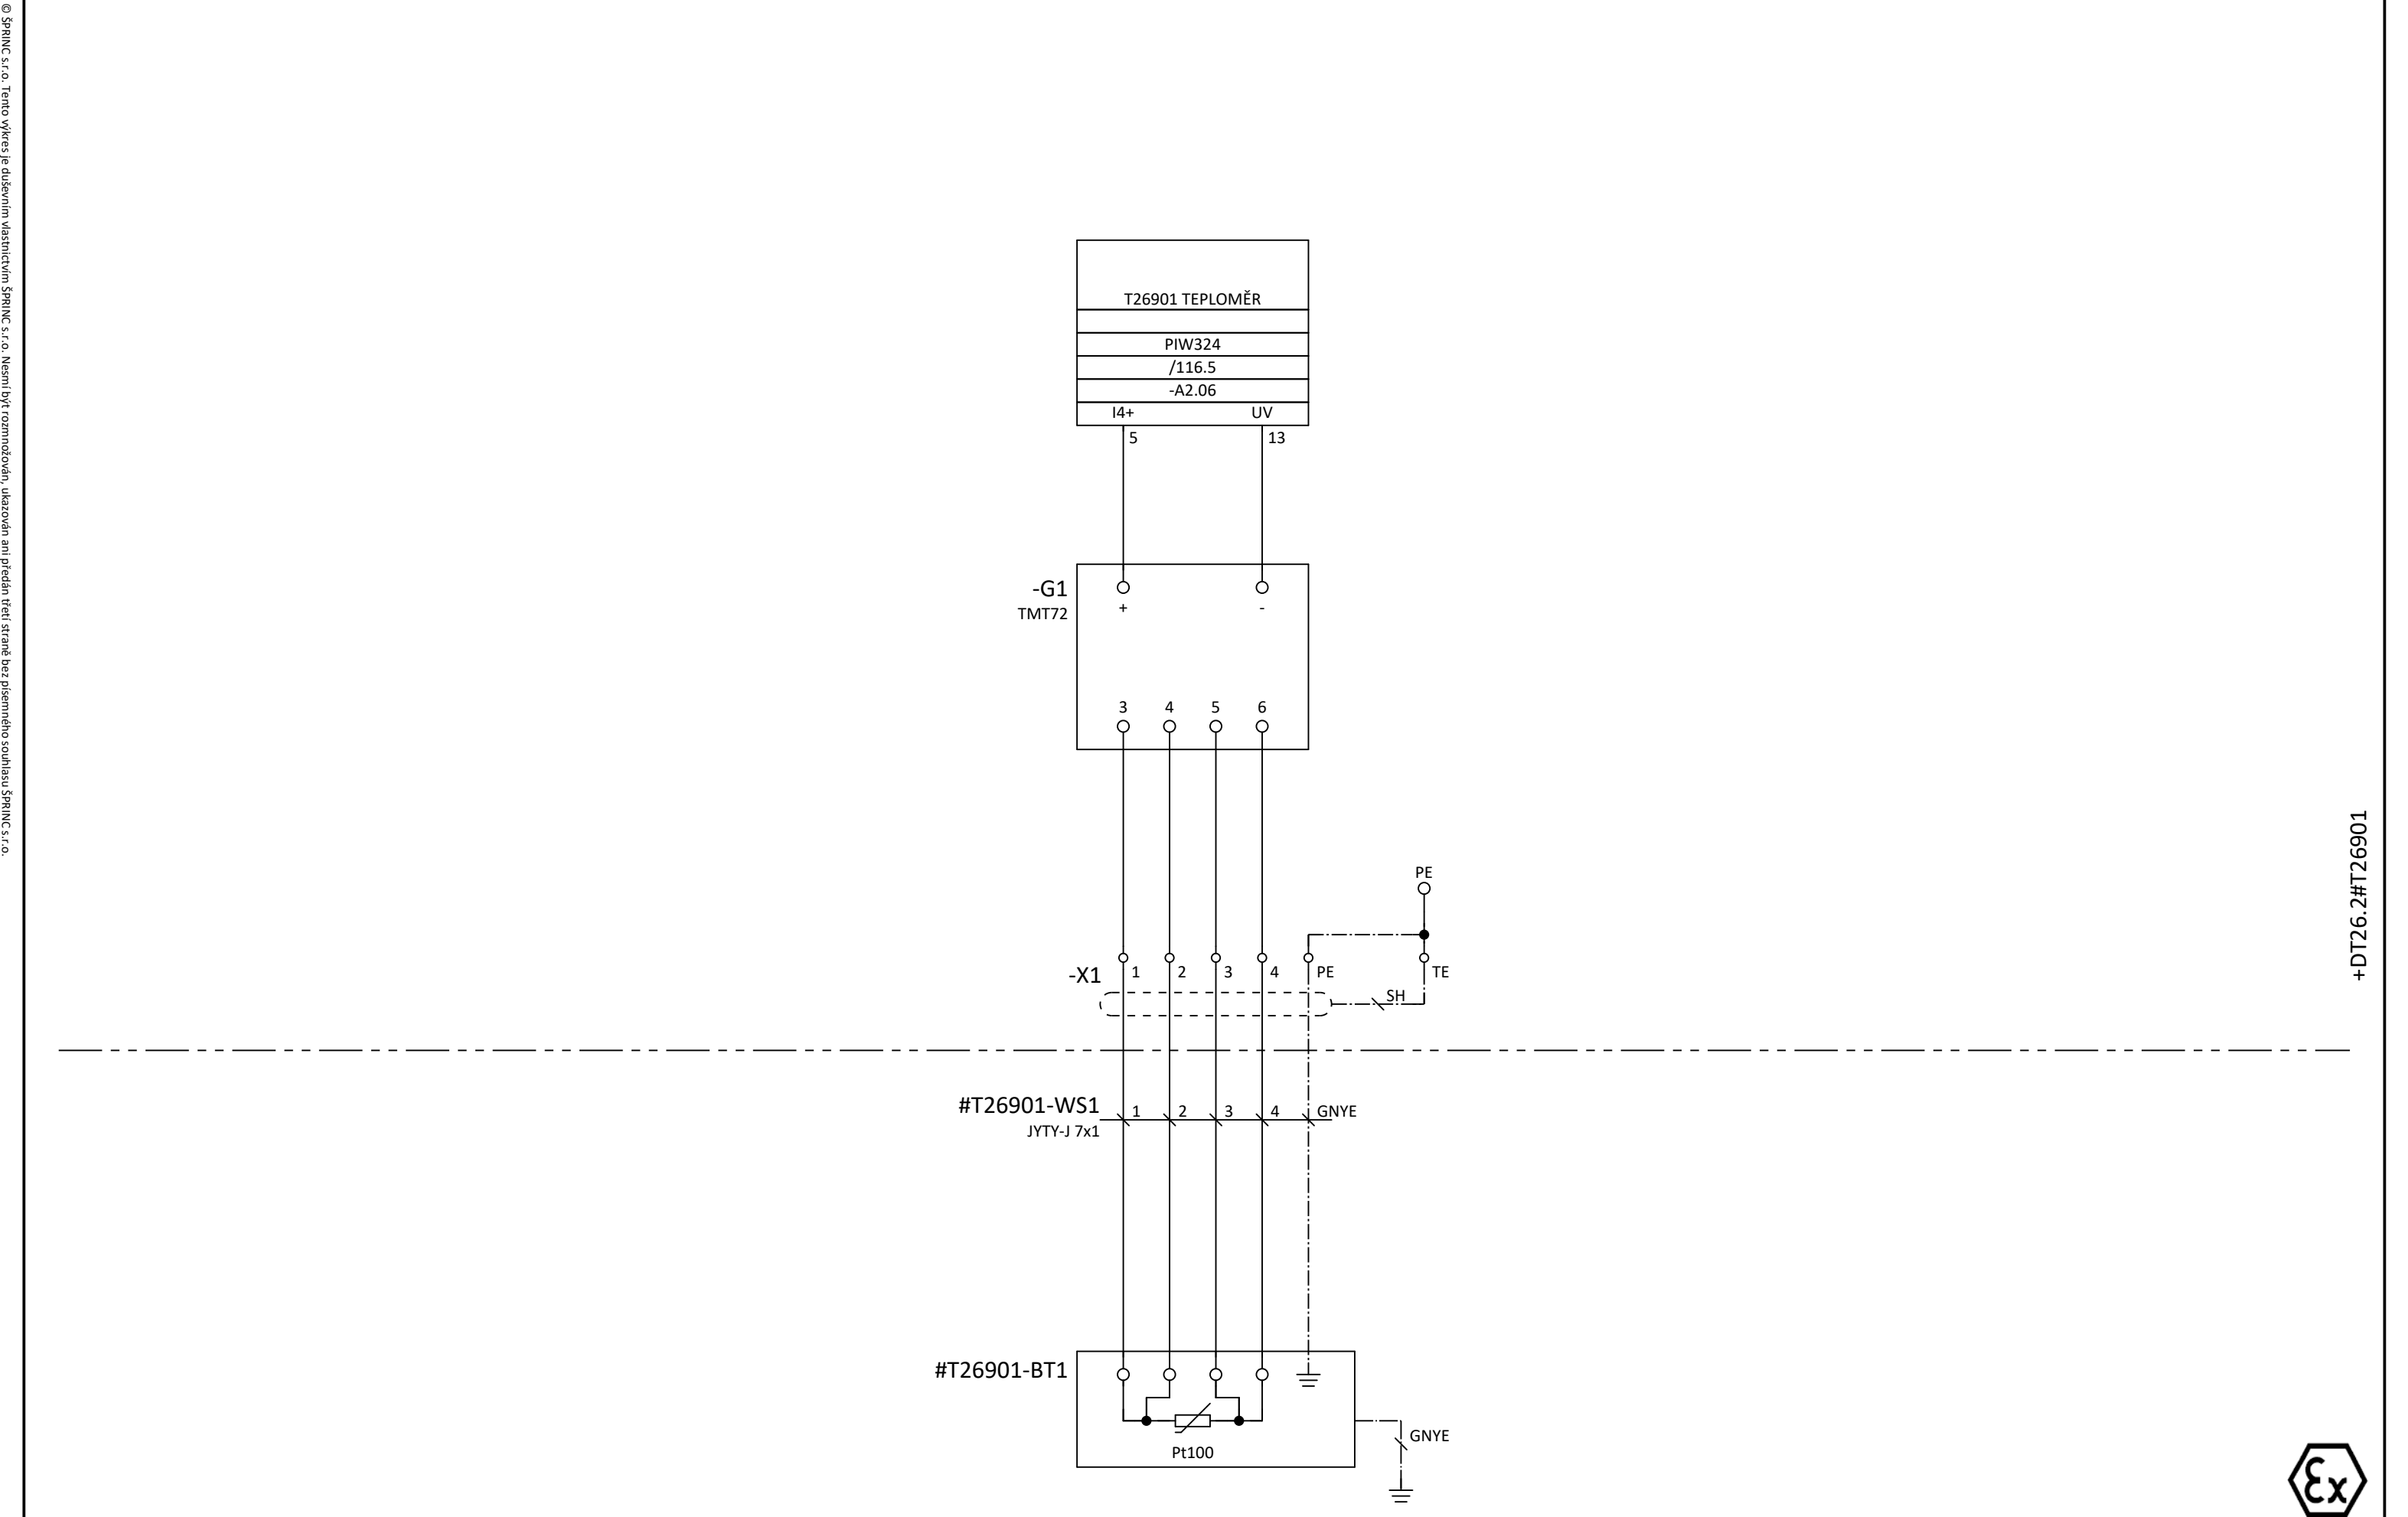 © ŠPRINC s.r.o. Tento výkres je duševním vlastnictvím ŠPRINC s.r.o. Nesmí být rozmnožován, ukazován ani předán třetí straně bez písemného souhlasu ŠPRINC s.r.o.
T26901 TEPLOMĚR
PIW324
/116.5
-A2.06
I4+ UV
5 13
-G1
TMT72
+ -
3 4 5 6
PE
-X1 1 2 3 4 PE TE
SH
+DT26.2#T26901
#T26901-WS1 1 2 3 4 GNYE
JYTY-J 7x1
#T26901-BT1
Pt100
GNYE
Ex